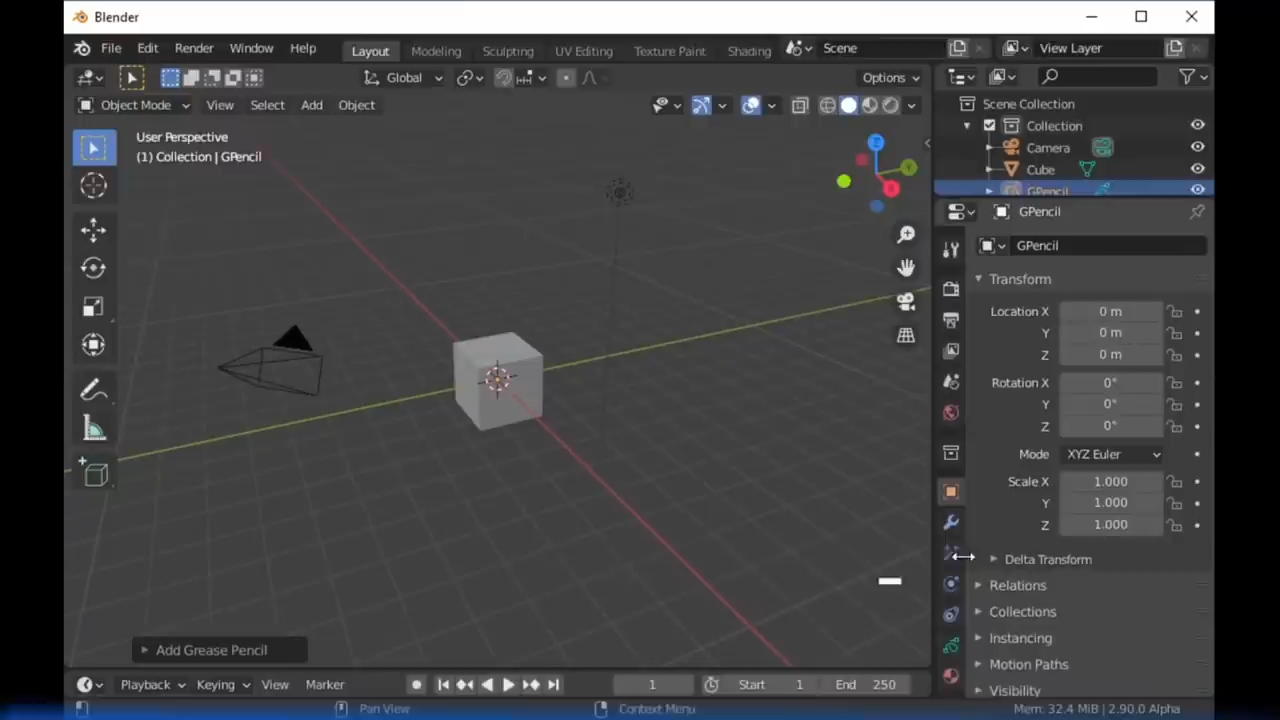 Blender
File Edit Render Window Help Layout Modeling Sculpting UV Editing Texture Paint Shading Scene View Layer
Global Options
Object Mode View Select Add Object
Scene Collection
Collection
Camera
Cube
GPencil
User Perspective
(1) Collection | GPencil
Z
Y
X
GPencil
GPencil
Transform
Location X 0 m
Y 0 m
Z 0 m
Rotation X 0°
Y 0°
Z 0°
Mode XYZ Euler
Scale X 1.000
Y 1.000
Z 1.000
Delta Transform
Relations
Collections
Instancing
Motion Paths
Visibility
Add Grease Pencil
Playback Keying View Marker 1 Start 1 End 250
Pan View Context Menu Mem: 32.4 MiB | 2.90.0 Alpha